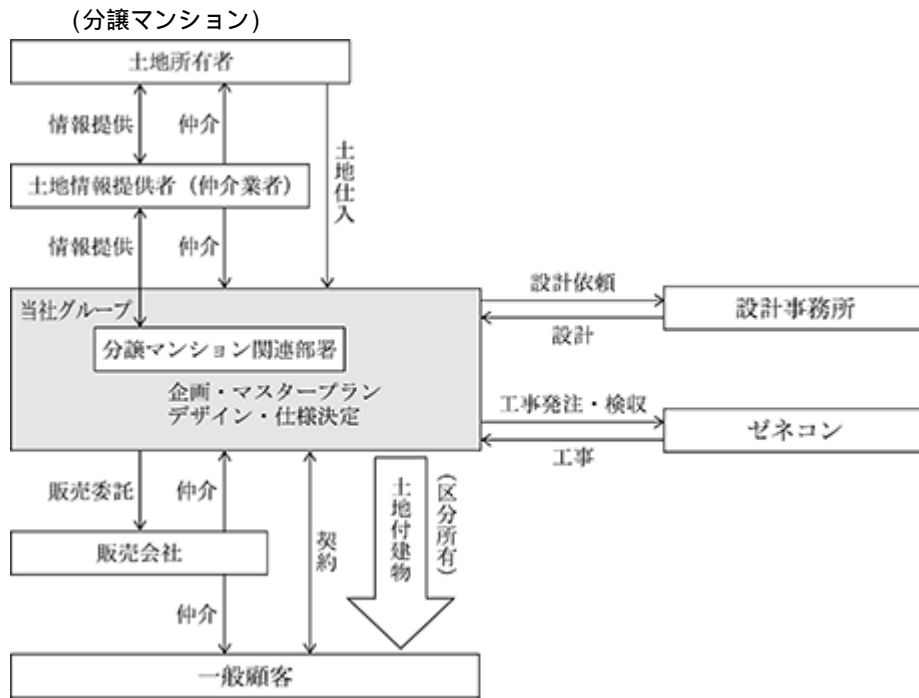 (分譲マンション)
土地所有者
情報提供
仲介
土地仕入
土地情報提供者（仲介業者）
情報提供
仲介
当社グループ
分譲マンション関連部署
企画・マスタープラン
デザイン・仕様決定
設計依頼
設計
設計事務所
工事発注・検収
工事
ゼネコン
販売委託
仲介
契約
土地付建物
(区分所有)
販売会社
仲介
一般顧客